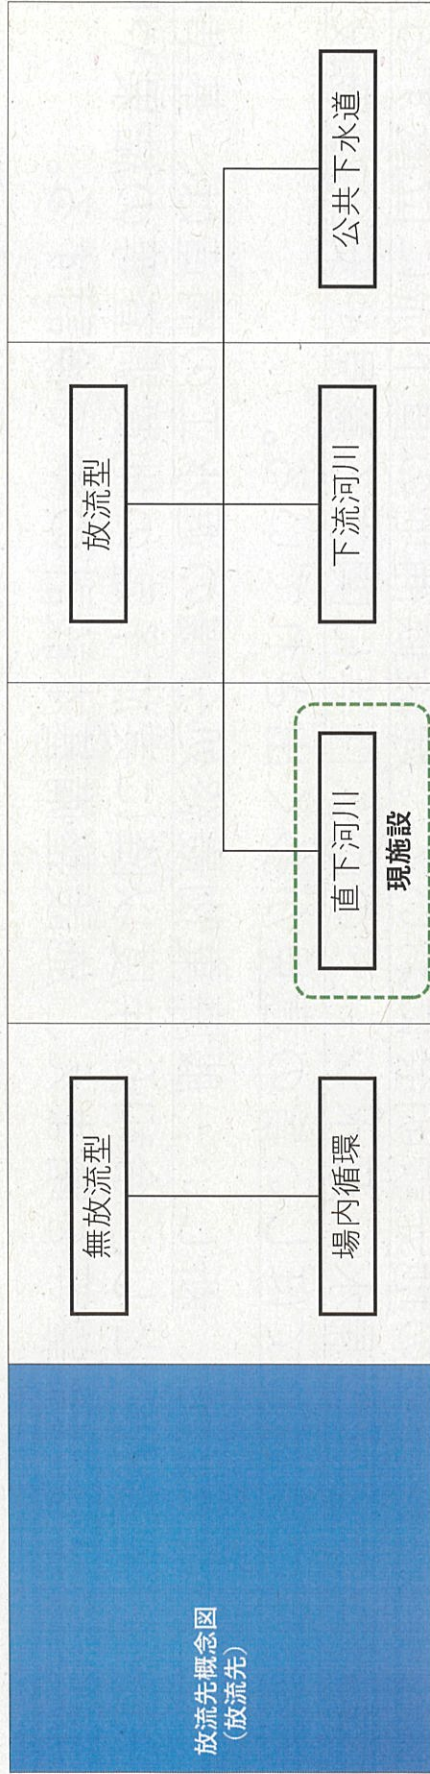 放流先概念図
(放流先)
無放流型
場内循環
放流型
直下河川
現施設
下流河川
公共下水道